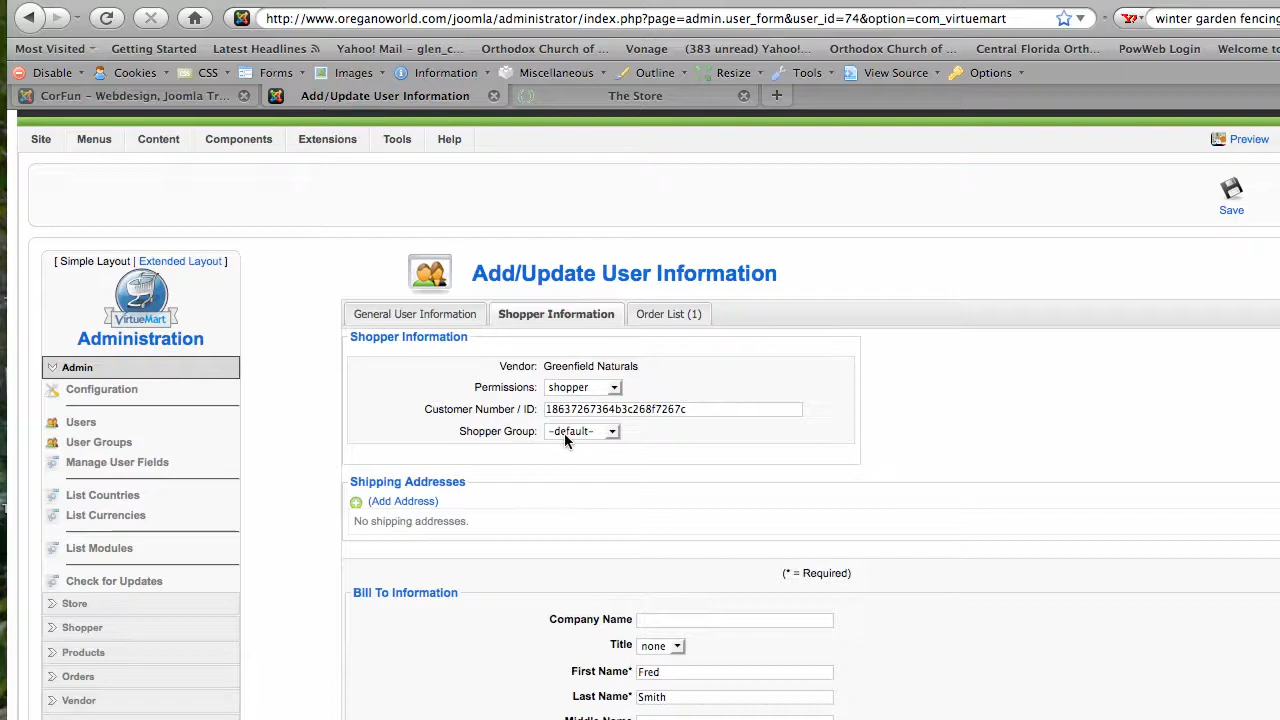 http://www.oreganoworld.com/joomla/administrator/index.php?page=admin.user_form&user_id=74&option=com_virtuemart
winter garden fencing
Most Visited Getting Started Latest Headlines Yahoo! Mail – glen_c... Orthodox Church of ... Vonage (383 unread) Yahoo!... Orthodox Church of ... Central Florida Orth... PowWeb Login Welcome to
Disable Cookies CSS Forms Images Information Miscellaneous Outline Resize Tools View Source Options
CorFun – Webdesign, Joomla Tr... Add/Update User Information The Store
Site Menus Content Components Extensions Tools Help Preview
Save
[ Simple Layout | Extended Layout ]
VirtueMart
Administration
Admin
Configuration
Users
User Groups
Manage User Fields
List Countries
List Currencies
List Modules
Check for Updates
Store
Shopper
Products
Orders
Vendor
Add/Update User Information
General User Information Shopper Information Order List (1)
Shopper Information
Vendor: Greenfield Naturals
Permissions: shopper
Customer Number / ID: 18637267364b3c268f7267c
Shopper Group: -default-
Shipping Addresses
(Add Address)
No shipping addresses.
(* = Required)
Bill To Information
Company Name
Title none
First Name* Fred
Last Name* Smith
Middle Name